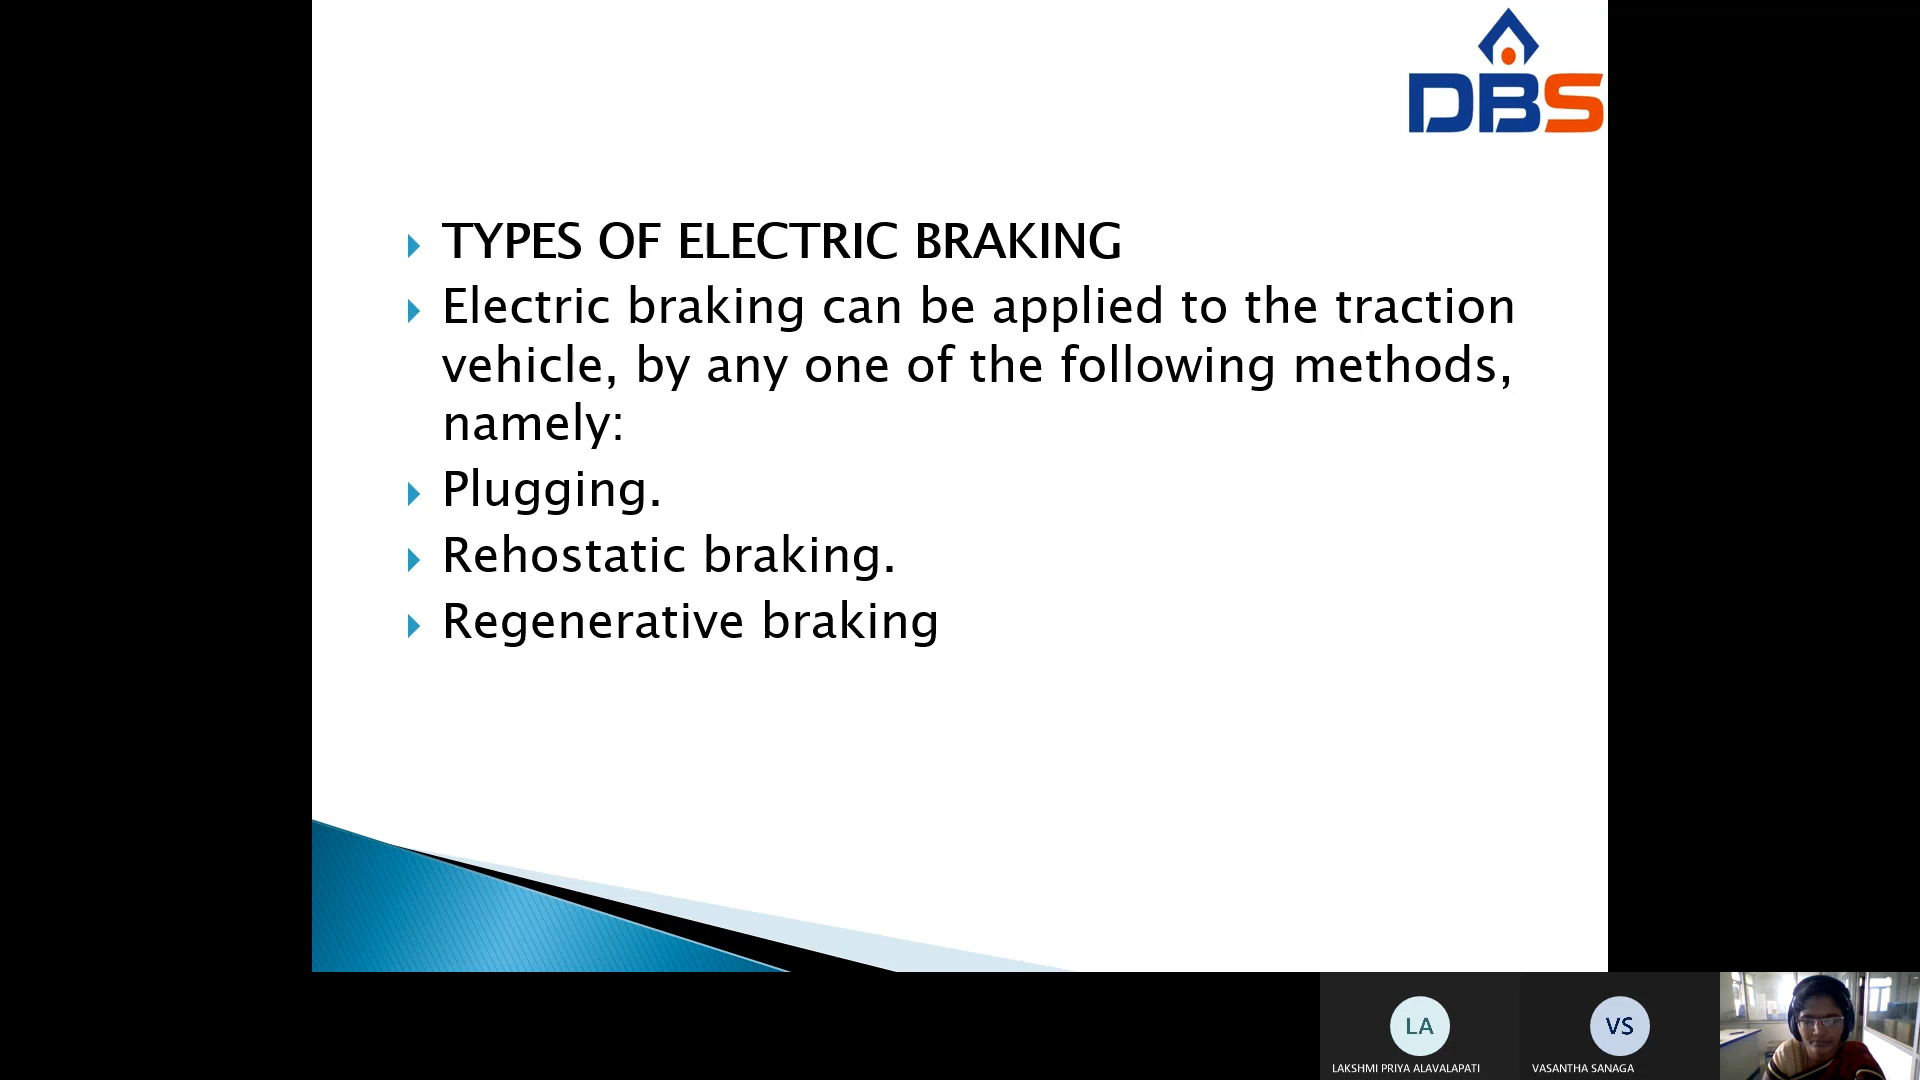 DBS
TYPES OF ELECTRIC BRAKING
Electric braking can be applied to the traction
vehicle, by any one of the following methods,
namely:
Plugging.
Rehostatic braking.
Regenerative braking
LA
VS
LAKSHMI PRIYA ALAVALAPATI
VASANTHA SANAGA